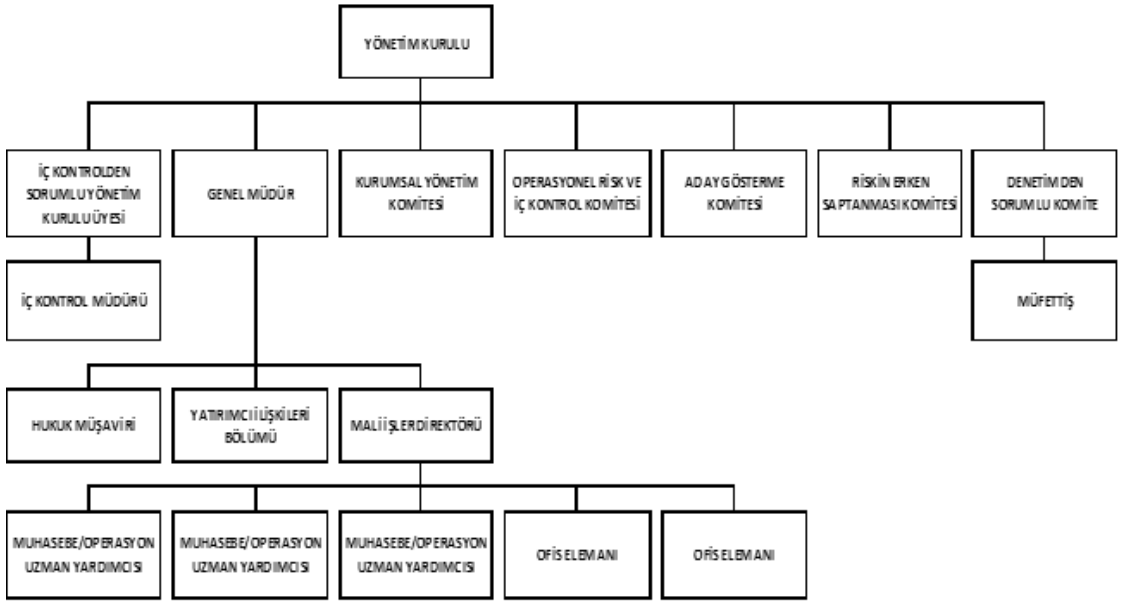 YÖNETİM KURULU
İÇ KONTROLDEN
SORUMLU YÖNETİM
KURULU ÜYESİ
GENEL MÜDÜR
KURUMSAL YÖNETİM
KOMİTESİ
OPERASYONEL RİSK VE
İÇ KONTROL KOMİTESİ
ADAY GÖSTERME
KOMİTESİ
RİSKİN ERKEN
SAPTANMASI KOMİTESİ
DENETİMDEN
SORUMLU KOMİTE
İÇ KONTROL MÜDÜRÜ
MÜFETTİŞ
HUKUK MÜŞAVİRİ
YATIRIMCI İLİŞKİLERİ
BÖLÜMÜ
MALİ İŞLER DİREKTÖRÜ
MUHASEBE/OPERASYON
UZMAN YARDIMCISI
MUHASEBE/OPERASYON
UZMAN YARDIMCISI
MUHASEBE/OPERASYON
UZMAN YARDIMCISI
OFİS ELEMANI
OFİS ELEMANI